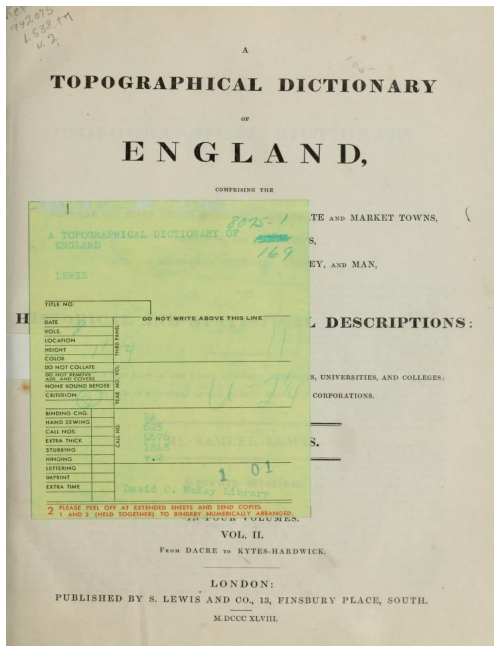 942.073
v. 2
A
TOPOGRAPHICAL DICTIONARY
OF
ENGLAND,
COMPRISING THE
TE AND MARKET TOWNS,
S,
EY, AND MAN,
8075-1
169
A TOPOGRAPHICAL DICTIONARY OF
ENGLAND
LEWIS
TITLE NO.
DO NOT WRITE ABOVE THIS LINE
DATE
VOLS.
LOCATION
HEIGHT
COLOR
THIRD PANEL
DO NOT COLLATE
DO NOT REMOVE
ADS. AND COVERS
NONE BOUND BEFORE
CRITERION
YEAR NO. VOL.
BINDING CHG.
HAND SEWING
CALL NOS.
EXTRA THICK
STUBBING
HINGING
LETTERING
IMPRINT
EXTRA TIME
CALL NO.
v.2
1 01
David O. McKay Library
2 PLEASE PEEL OFF AT EXTENDED SHEETS AND SEND COPIES
1 AND 2 (HELD TOGETHER) TO BINDERY NUMERICALLY ARRANGED.
H
L DESCRIPTIONS:
S, UNIVERSITIES, AND COLLEGES;
CORPORATIONS.
S.
IN FOUR VOLUMES.
VOL. II.
FROM DACRE TO KYTES-HARDWICK.
LONDON:
PUBLISHED BY S. LEWIS AND CO., 13, FINSBURY PLACE, SOUTH.
M.DCCC XLVIII.